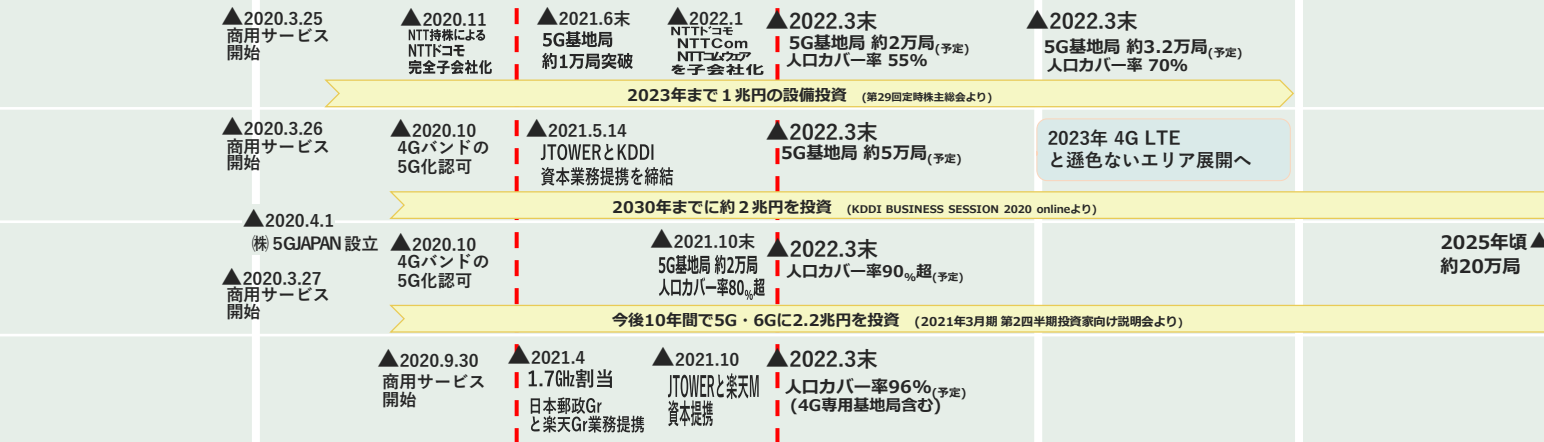 ▲2020.3.25
商用サービス
開始
▲2020.11
NTT持株による
NTTドコモ
完全子会社化
▲2021.6末
5G基地局
約1万局突破
▲2022.1
NTTドコモ
NTTCom
NTTコムウェア
を子会社化
▲2022.3末
5G基地局 約2万局(予定)
人口カバー率 55%
▲2022.3末
5G基地局 約3.2万局(予定)
人口カバー率 70%
2023年まで1兆円の設備投資 (第29回定時株主総会より)
▲2020.3.26
商用サービス
開始
▲2020.10
4Gバンドの
5G化認可
▲2021.5.14
JTOWERとKDDI
資本業務提携を締結
▲2022.3末
5G基地局 約5万局(予定)
2023年 4G LTE
と遜色ないエリア展開へ
2030年までに約2兆円を投資 (KDDI BUSINESS SESSION 2020 onlineより)
▲2020.4.1
㈱5GJAPAN設立
▲2020.3.27
商用サービス
開始
▲2020.10
4Gバンドの
5G化認可
▲2021.10末
5G基地局 約2万局
人口カバー率80%超
▲2022.3末
人口カバー率90%超(予定)
2025年頃▲
約20万局
今後10年間で5G・6Gに2.2兆円を投資 (2021年3月期 第2四半期投資家向け説明会より)
▲2020.9.30
商用サービス
開始
▲2021.4
1.7GHz割当
日本郵政Gr
と楽天Gr業務提携
▲2021.10
JTOWERと楽天M
資本提携
▲2022.3末
人口カバー率96%(予定)
(4G専用基地局含む)